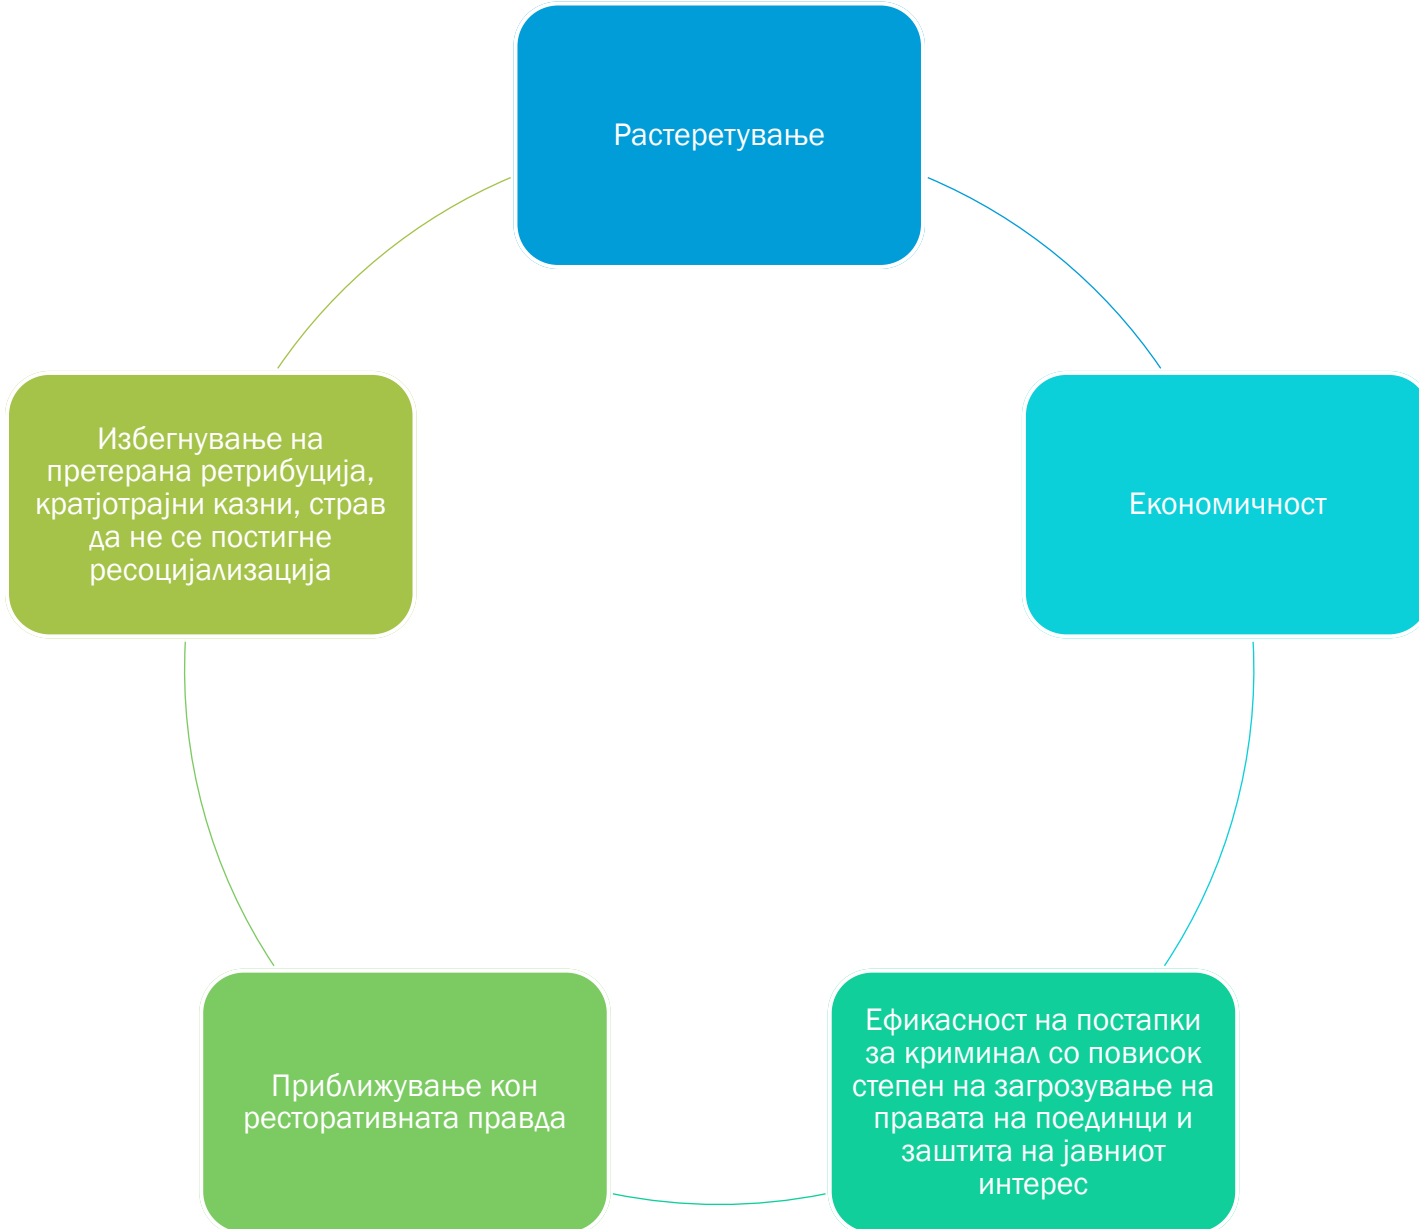 Растеретување
Економичност
Ефикасност на постапки
за криминал со повисок
степен на загрозување на
правата на поединци и
заштита на јавниот
интерес
Приближување кон
ресторативната правда
Избегнување на
претерана ретрибуција,
кратјотрајни казни, страв
да не се постигне
ресоцијализација